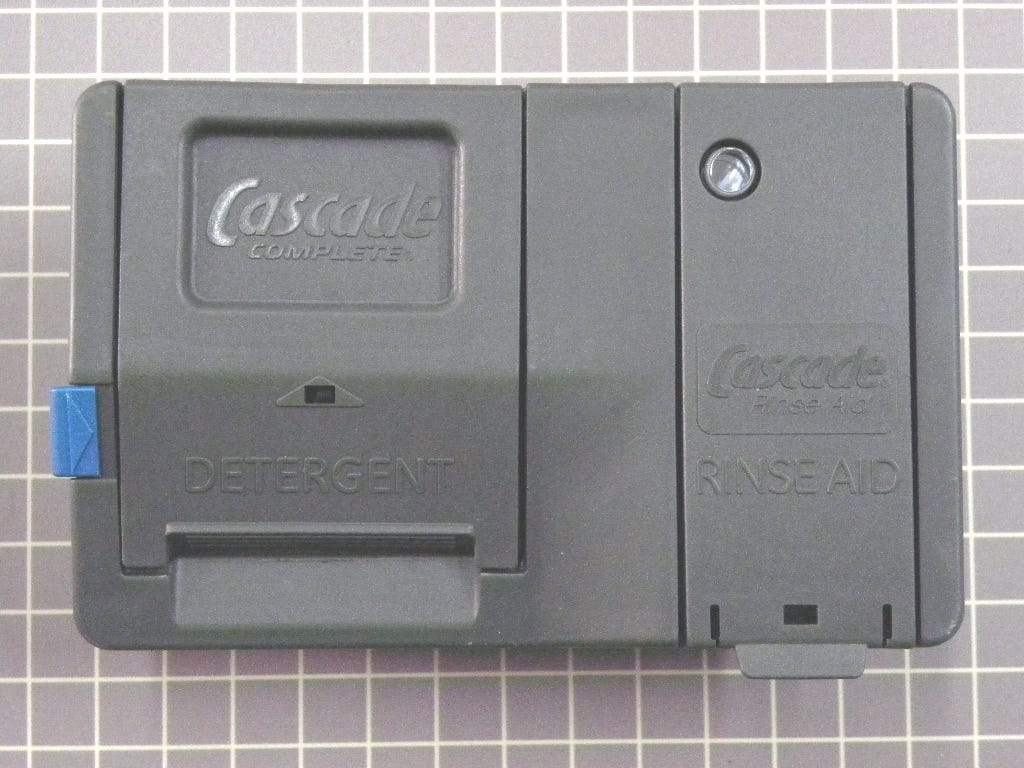 Cascade
COMPLETE
DETERGENT
Cascade
Rinse Aid
RINSE AID